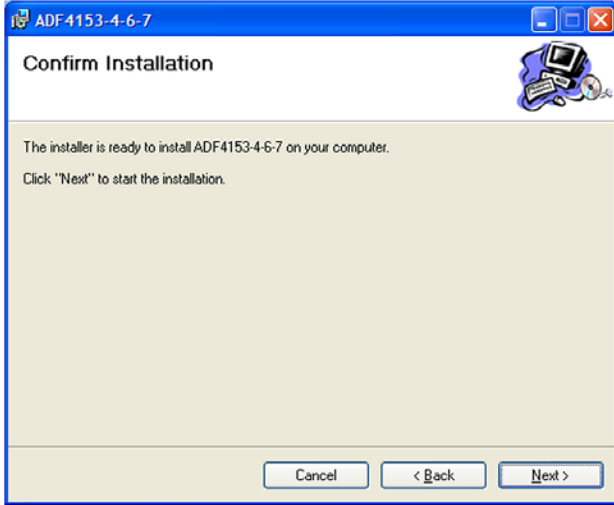 ADF4153-4-6-7
Confirm Installation
The installer is ready to install ADF4153-4-6-7 on your computer.
Click "Next" to start the installation.
Cancel
< Back
Next >